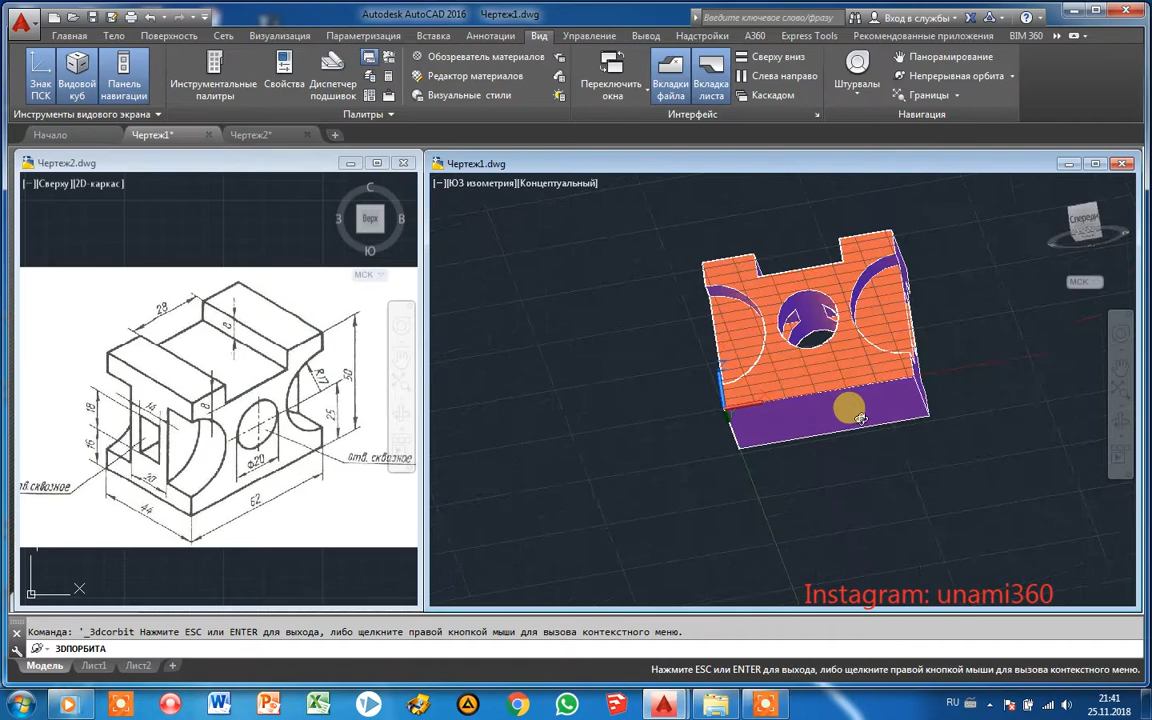 Autodesk AutoCAD 2016 Чертеж1.dwg
Введите ключевое слово/фразу
Вход в службы
Главная Тело Поверхность Сеть Визуализация Параметризация Вставка Аннотации Вид Управление Вывод Надстройки A360 Express Tools Рекомендованные приложения BIM 360
Знак ПСК
Видовой куб
Панель навигации
Инструменты видового экрана
Инструментальные палитры
Свойства
Диспетчер подшивок
Обозреватель материалов
Редактор материалов
Визуальные стили
Палитры
Переключить окна
Вкладки файла
Вкладка листа
Сверху вниз
Слева направо
Каскадом
Интерфейс
Штурвалы
Панорамирование
Непрерывная орбита
Границы
Навигация
Начало Чертеж1* Чертеж2*
Чертеж2.dwg
[−][Сверху][2D-каркас]
С
З Верх В
Ю
МСК
28
8
50
R17
14
8
18
25
16
20
Ф20
отв. сквозное
тв.сквозное
44
62
Чертеж1.dwg
[−][ЮЗ изометрия][Концептуальный]
Спереди
МСК
Instagram: unami360
Команда: '_3dcorbit Нажмите ESC или ENTER для выхода, либо щелкните правой кнопкой мыши для вызова контекстного меню.
3DПОРБИТА
Модель Лист1 Лист2
Нажмите ESC или ENTER для выхода, либо щелкните правой кнопкой мыши для вызова контекстного меню.
RU
21:41
25.11.2018